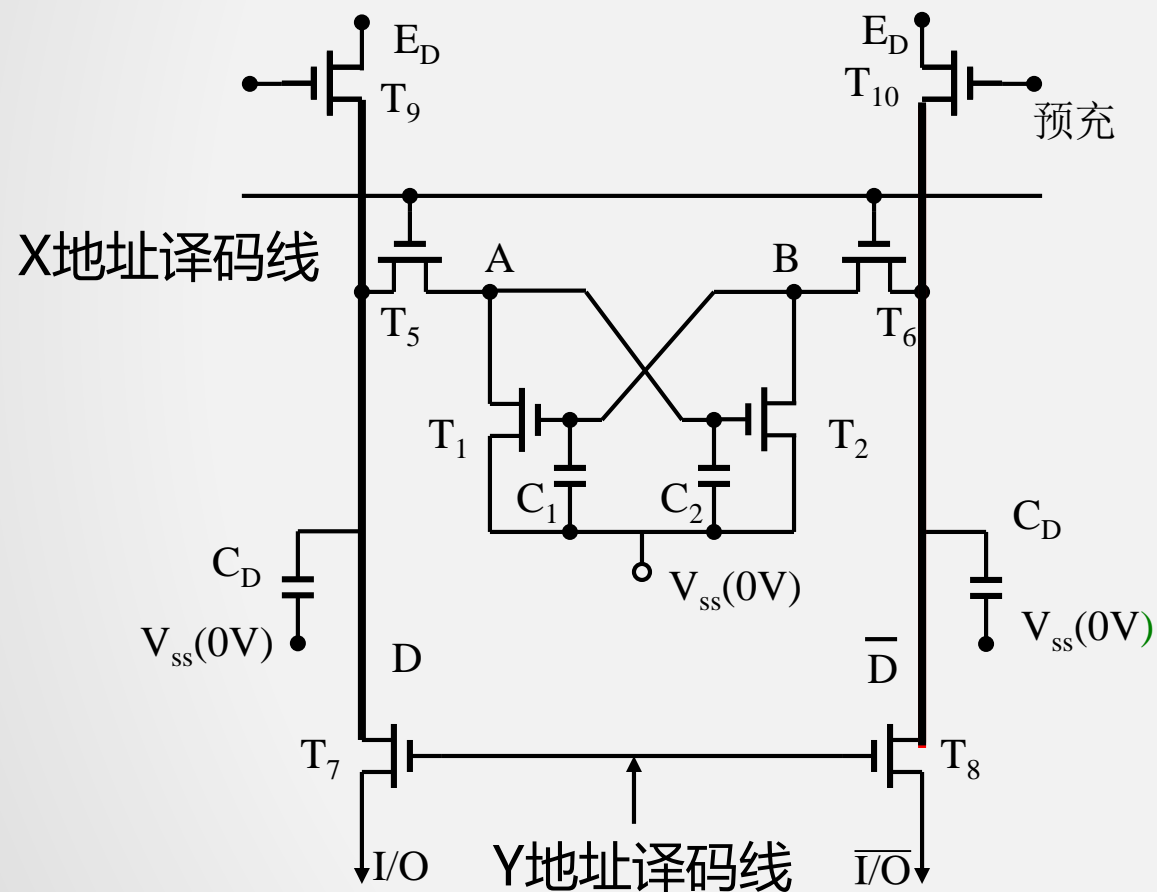 E_D
E_D
T_9
T_10
预充
X地址译码线
A
B
T_5
T_6
T_1
T_2
C_1
C_2
C_D
C_D
V_ss(0V)
V_ss(0V)
V_ss(0V)
D
D̅
T_7
T_8
I/O
Y地址译码线
I̅/̅O̅